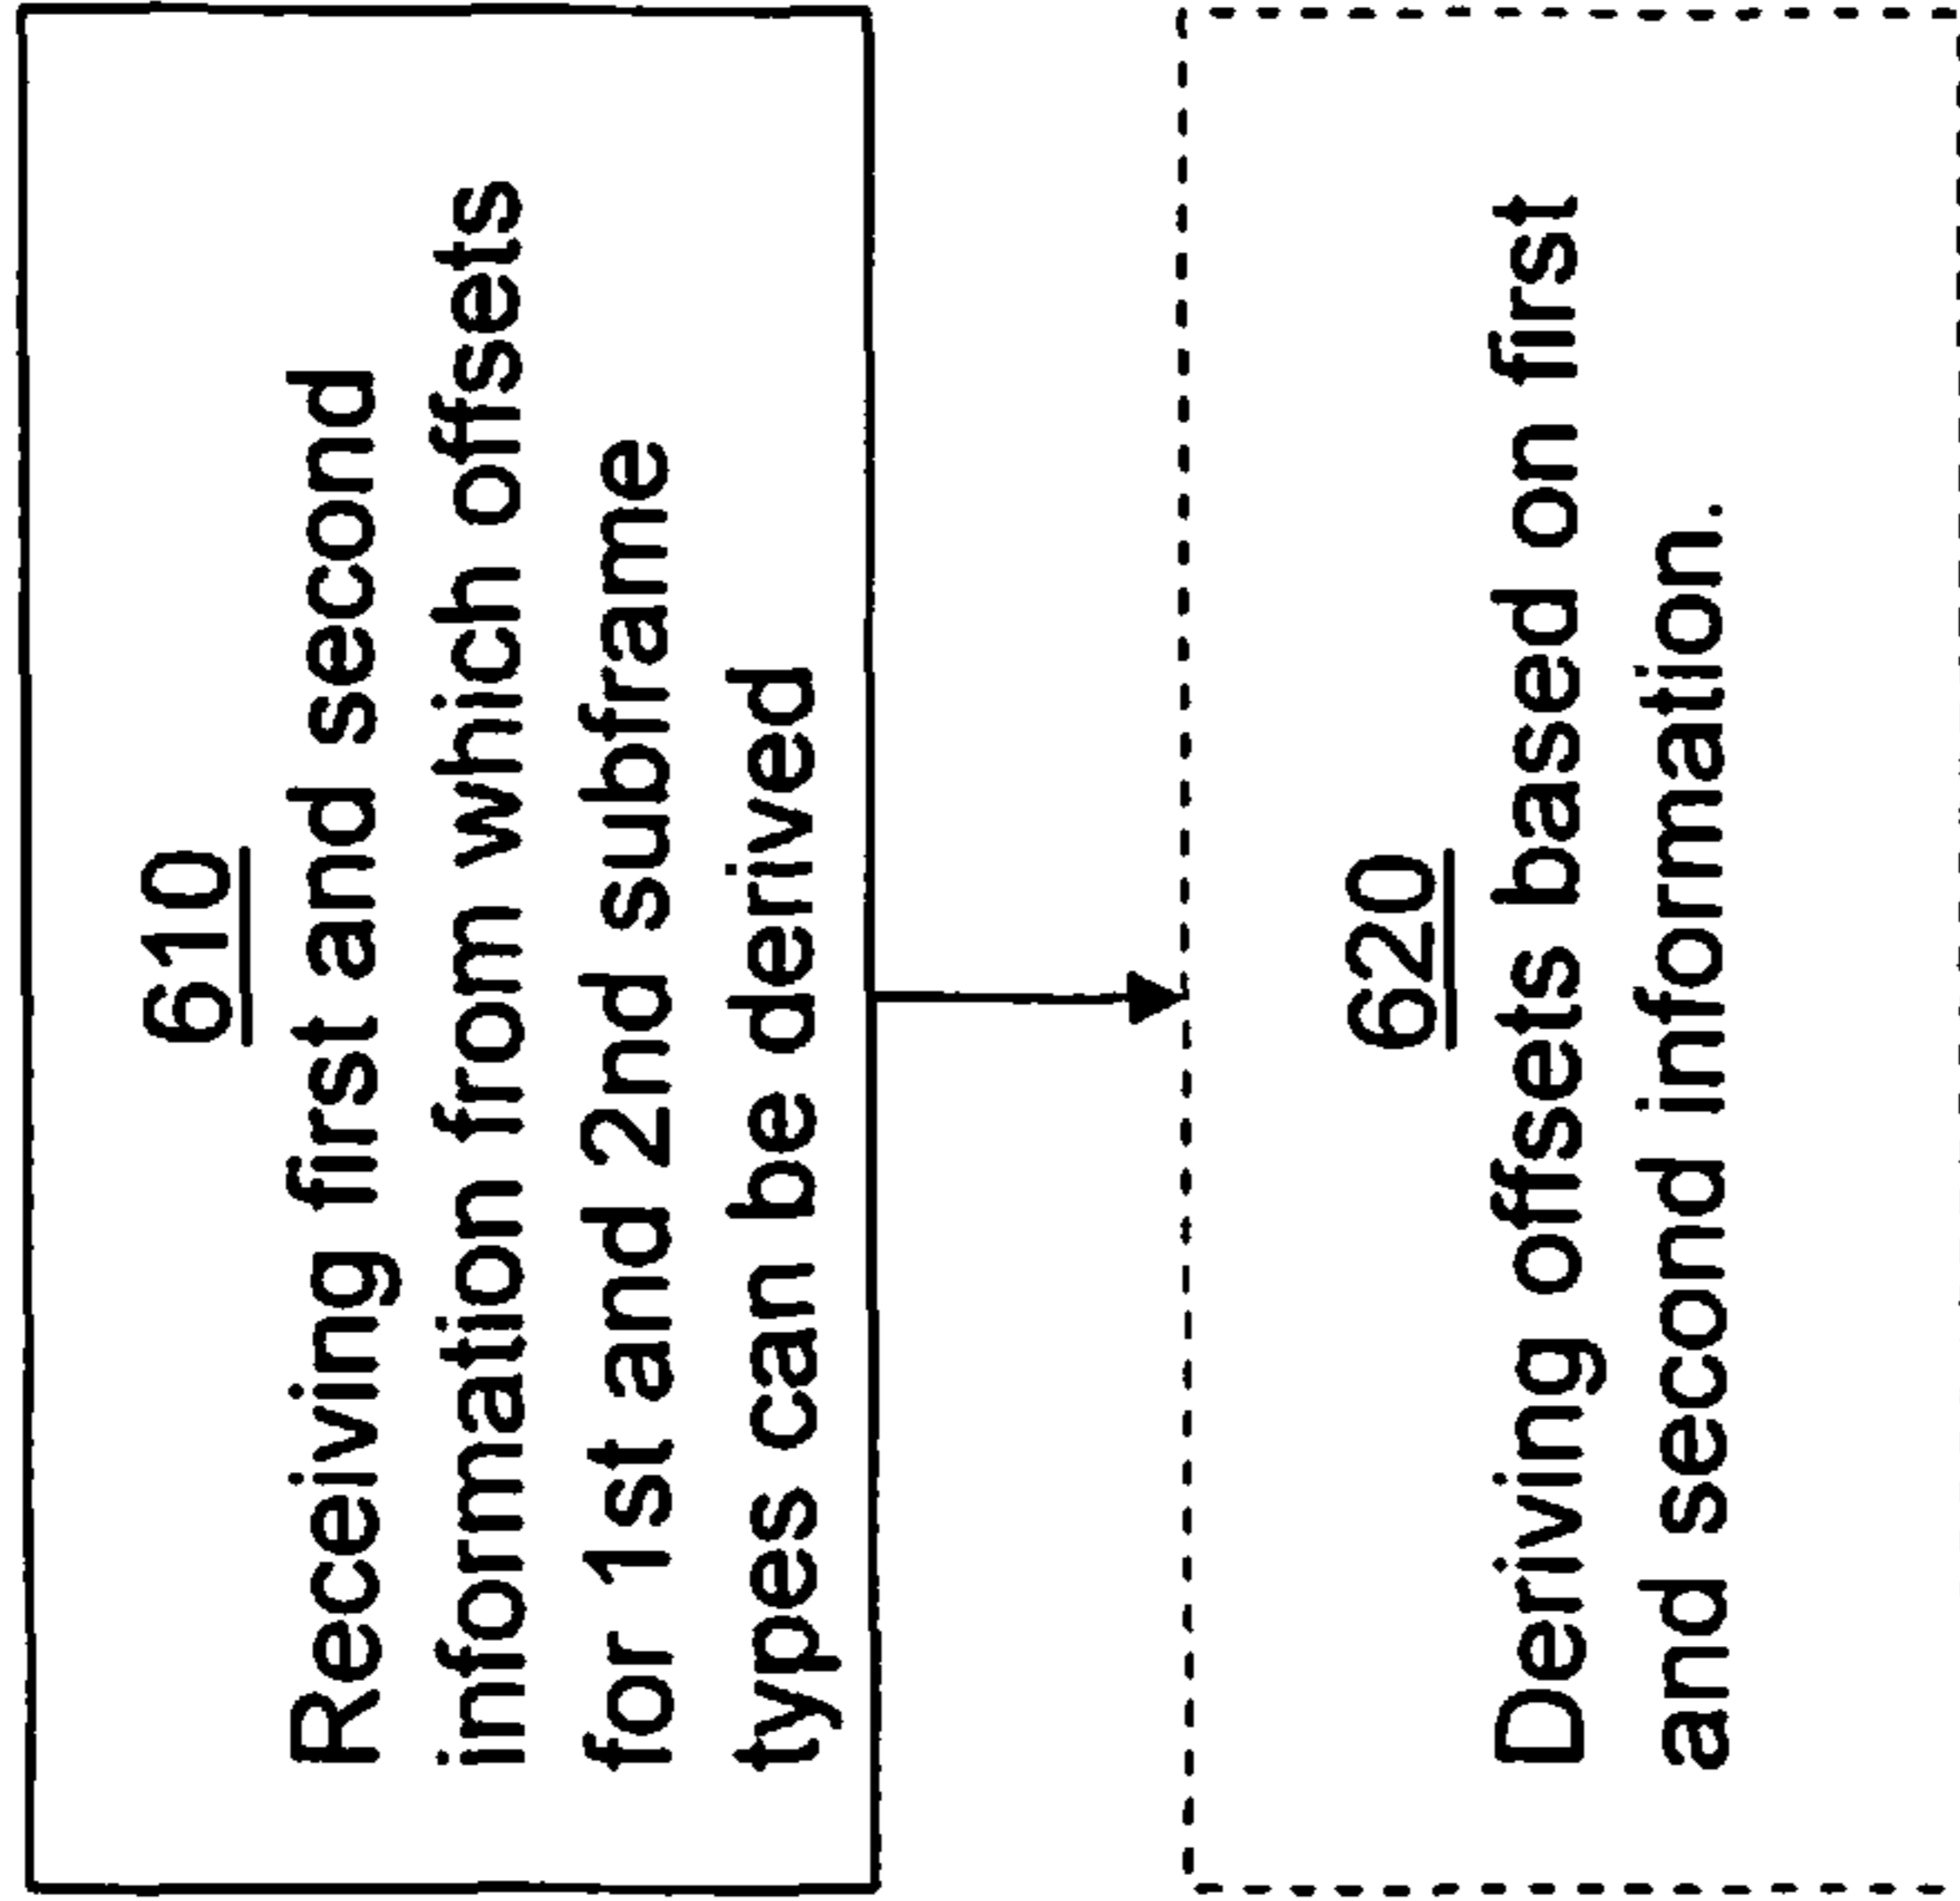 610
Receiving first and second
information from which offsets
for 1st and 2nd subframe
types can be derived
620
Deriving offsets based on first
and second information.